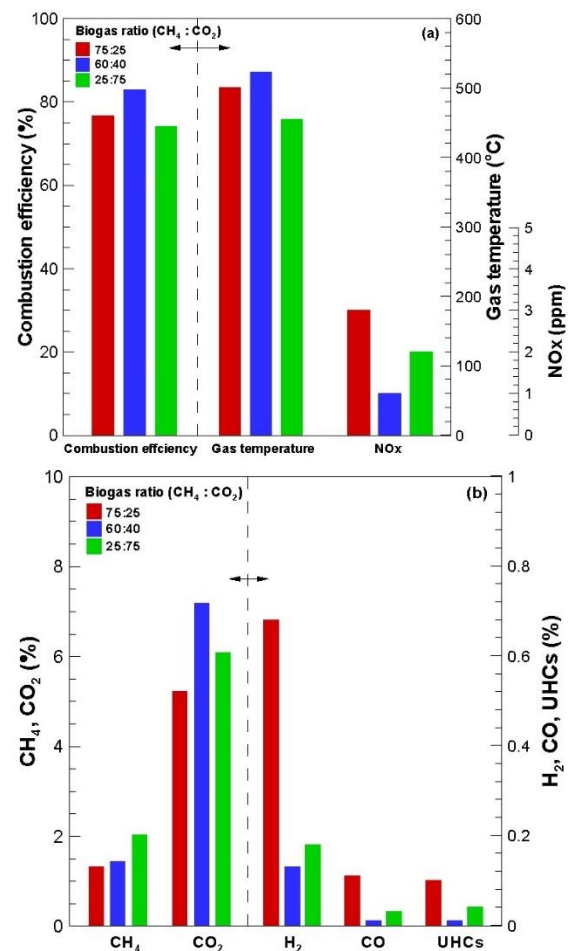 (a)
Biogas ratio (CH₄ : CO₂)
75:25
60:40
25:75
Combustion efficiency (%)
100
80
60
40
20
0
Gas temperature (°C)
600
500
400
300
200
100
0
NOx (ppm)
5
4
3
2
1
0
Combustion effciency
Gas temperature
NOx
(b)
Biogas ratio (CH₄ : CO₂)
75:25
60:40
25:75
CH₄, CO₂ (%)
10
8
6
4
2
0
H₂, CO, UHCs (%)
1
0.8
0.6
0.4
0.2
0
CH₄
CO₂
H₂
CO
UHCs